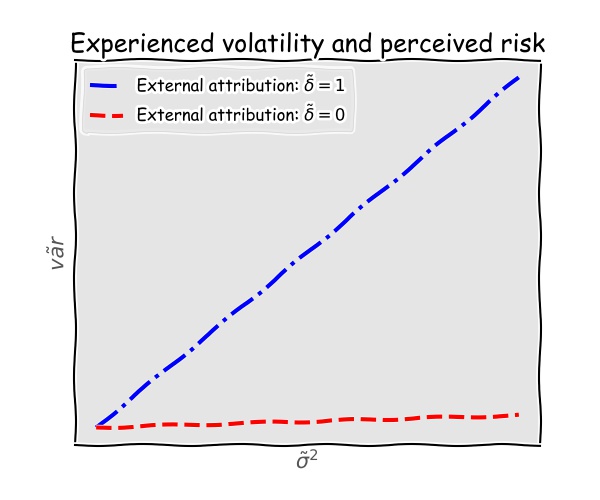 Experienced volatility and perceived risk
External attribution: δ̃ = 1
External attribution: δ̃ = 0
vãr
σ̃²